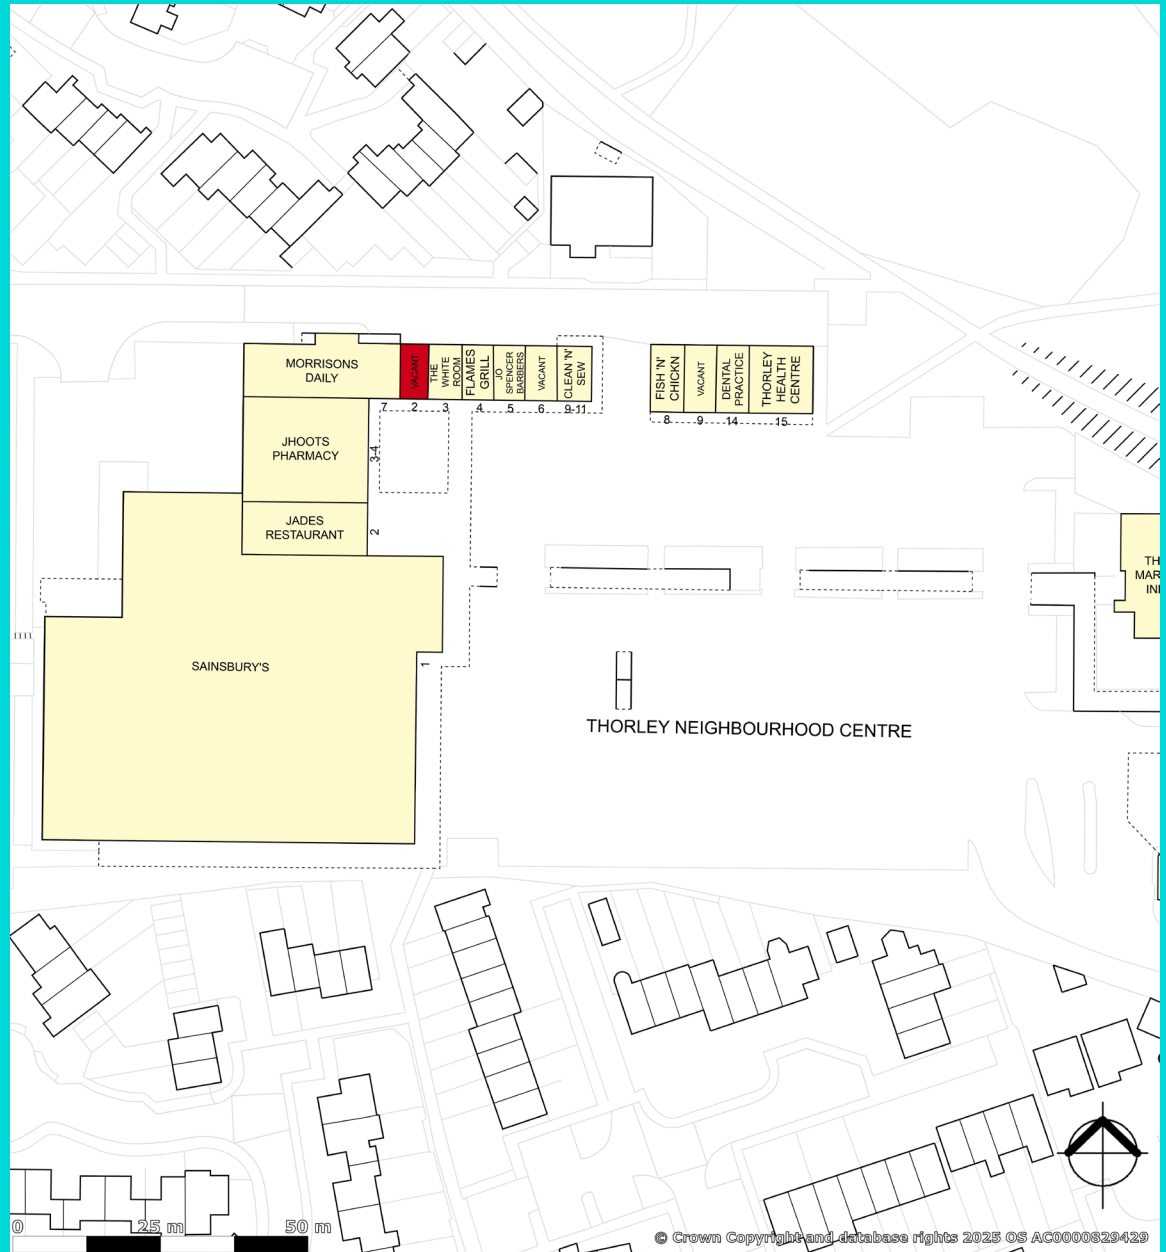 MORRISONS
DAILY
VACANT
THE
WHITE
ROOM
FLAMES
GRILL
JO
SPENCER
BARBERS
VACANT
CLEAN 'N'
SEW
FISH 'N'
CHICKN
VACANT
DENTAL
PRACTICE
THORLEY
HEALTH
CENTRE
7
2
3
4
5
6
9-11
8
9
14
15
JHOOTS
PHARMACY
3-4
JADES
RESTAURANT
2
SAINSBURY'S
1
THORLEY NEIGHBOURHOOD CENTRE
0
25 m
50 m
© Crown Copyright and database rights 2025 OS AC0000829429